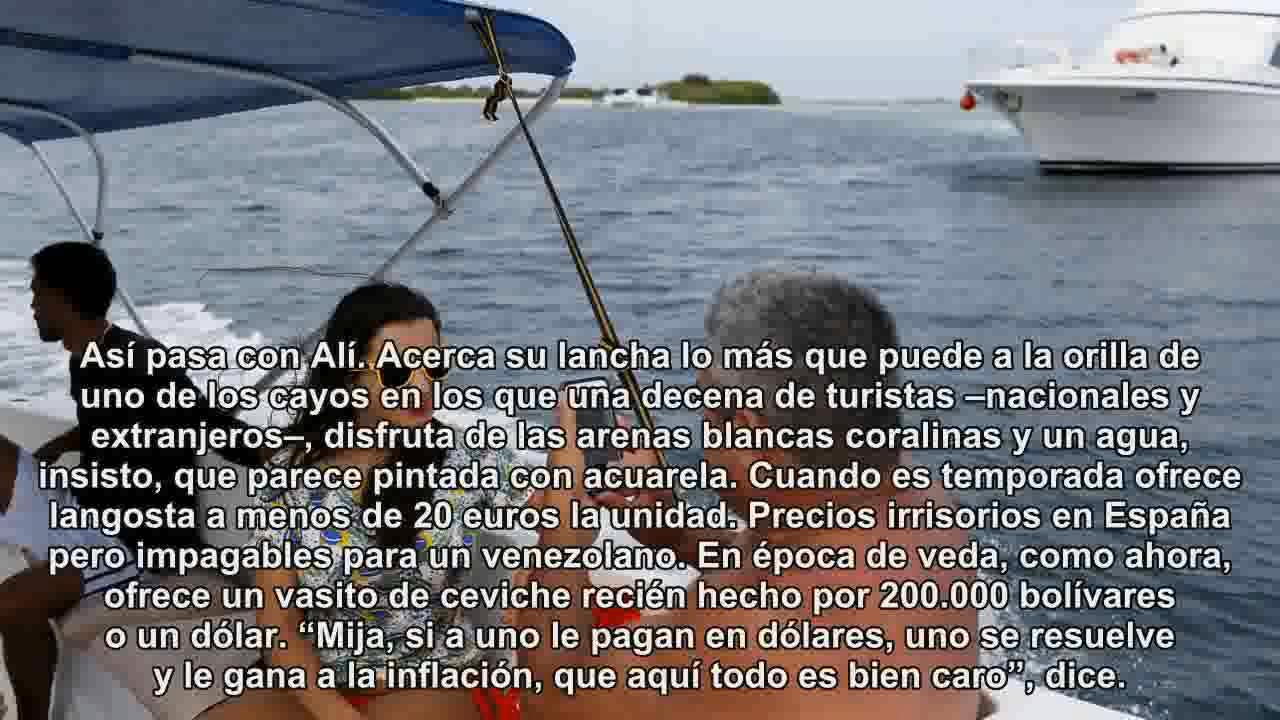 Así pasa con Alí. Acerca su lancha lo más que puede a la orilla de
uno de los cayos en los que una decena de turistas –nacionales y
extranjeros–, disfruta de las arenas blancas coralinas y un agua,
insisto, que parece pintada con acuarela. Cuando es temporada ofrece
langosta a menos de 20 euros la unidad. Precios irrisorios en España
pero impagables para un venezolano. En época de veda, como ahora,
ofrece un vasito de ceviche recién hecho por 200.000 bolívares
o un dólar. “Mija, si a uno le pagan en dólares, uno se resuelve
y le gana a la inflación, que aquí todo es bien caro”, dice.